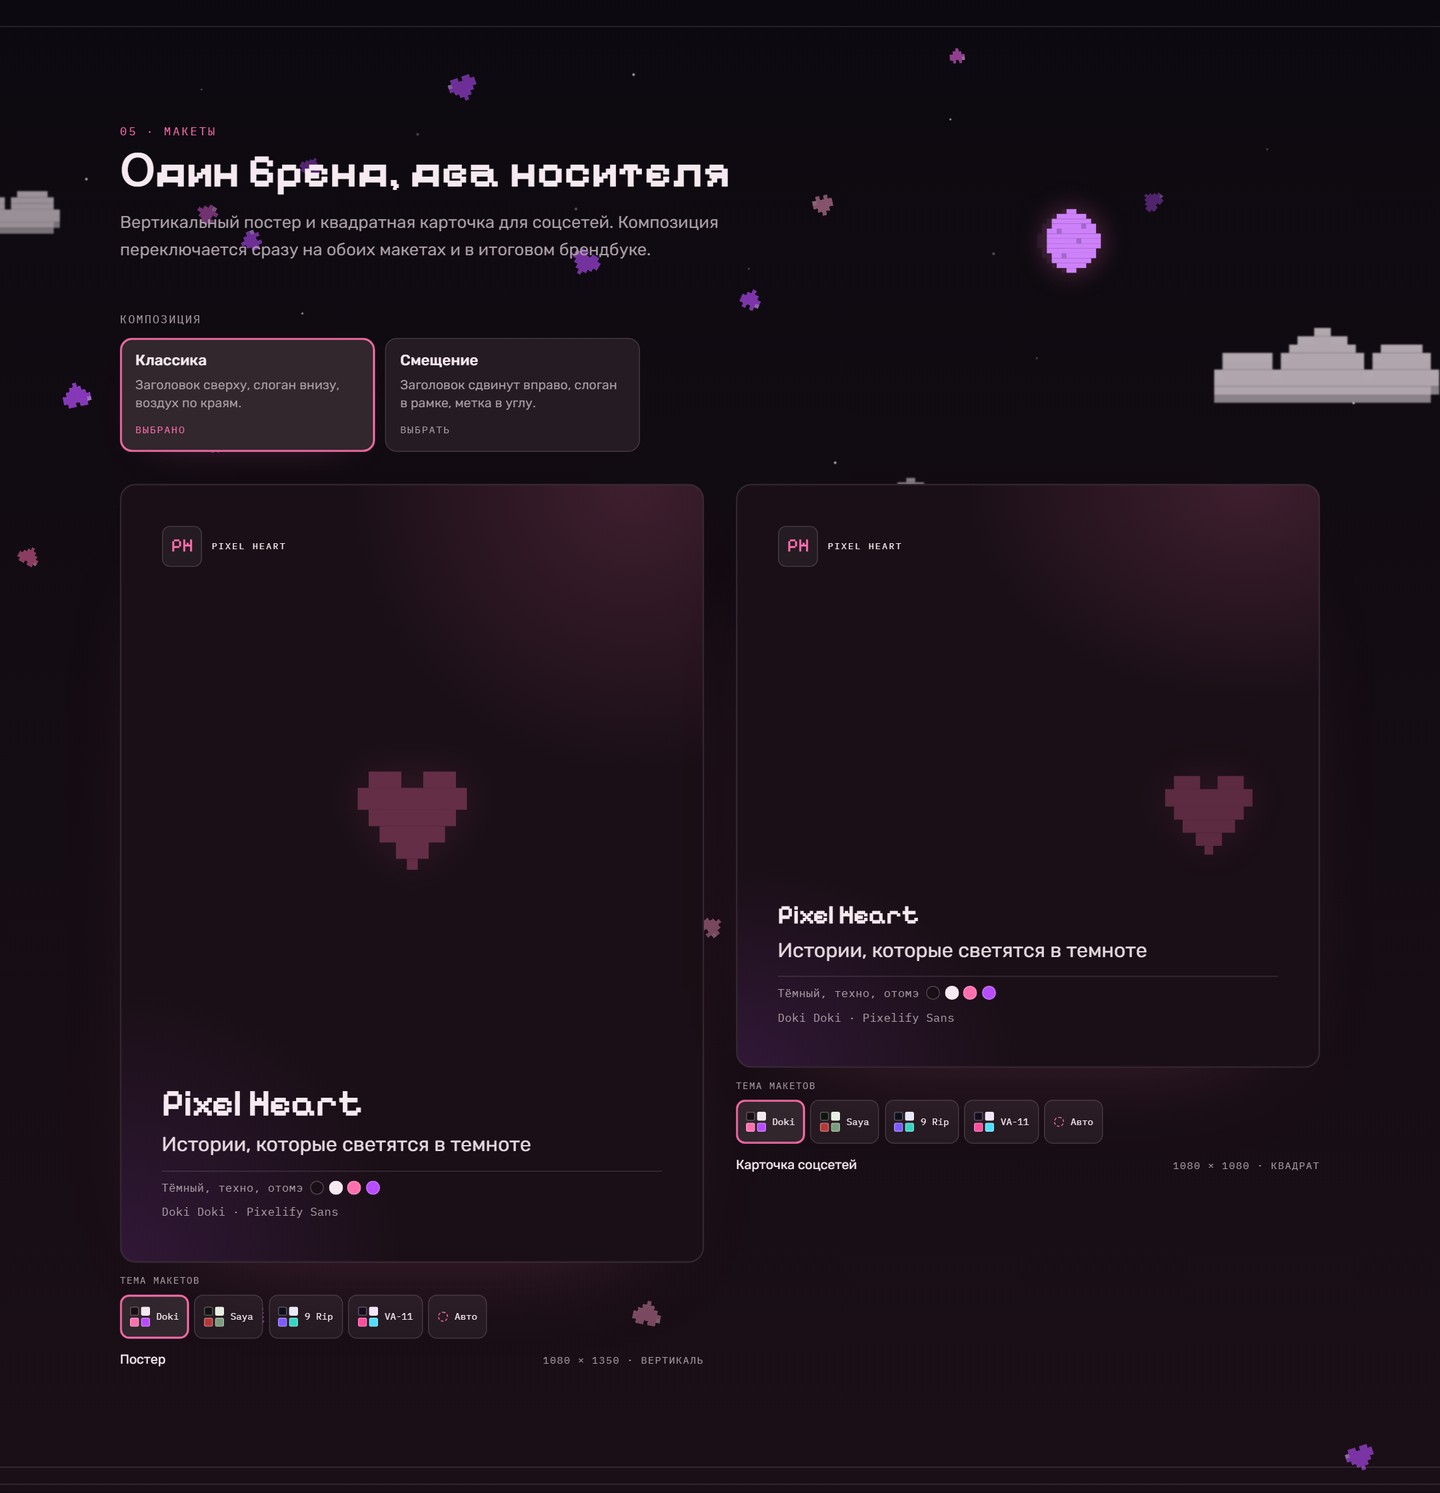 05 · МАКЕТЫ
Один бренд, два носителя
Вертикальный постер и квадратная карточка для соцсетей. Композиция
переключается сразу на обоих макетах и в итоговом брендбуке.
КОМПОЗИЦИЯ
Классика
Заголовок сверху, слоган внизу,
воздух по краям.
ВЫБРАНО
Смещение
Заголовок сдвинут вправо, слоган
в рамке, метка в углу.
ВЫБРАТЬ
PH
PIXEL HEART
Pixel Heart
Истории, которые светятся в темноте
Тёмный, техно, отомэ
Doki Doki · Pixelify Sans
ТЕМА МАКЕТОВ
Doki
Saya
9 Rip
VA-11
Авто
Постер
1080 × 1350 · ВЕРТИКАЛЬ
PH
PIXEL HEART
Pixel Heart
Истории, которые светятся в темноте
Тёмный, техно, отомэ
Doki Doki · Pixelify Sans
ТЕМА МАКЕТОВ
Doki
Saya
9 Rip
VA-11
Авто
Карточка соцсетей
1080 × 1080 · КВАДРАТ